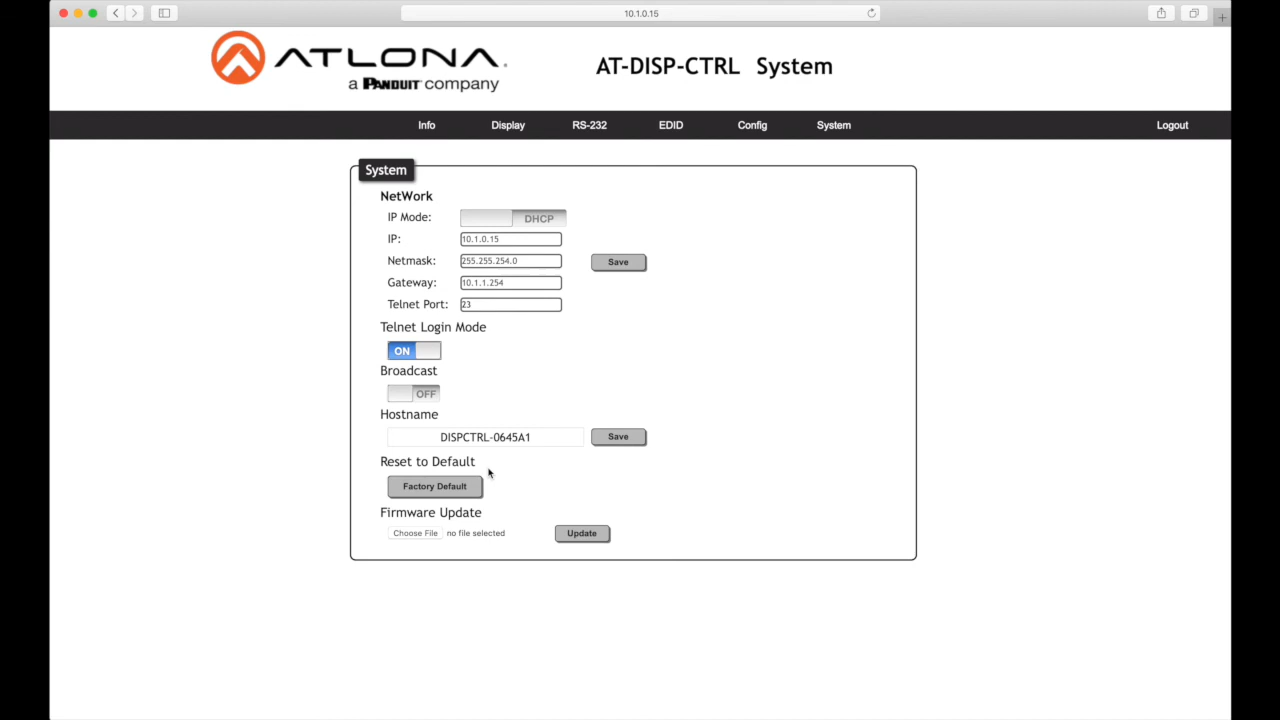 10.1.0.15
ATLONA.
a PANDUIT company
AT-DISP-CTRL System
Info Display RS-232 EDID Config System Logout
System
NetWork
IP Mode: DHCP
IP: 10.1.0.15
Netmask: 255.255.254.0 Save
Gateway: 10.1.1.254
Telnet Port: 23
Telnet Login Mode
ON
Broadcast
OFF
Hostname
DISPCTRL-0645A1 Save
Reset to Default
Factory Default
Firmware Update
Choose File no file selected Update